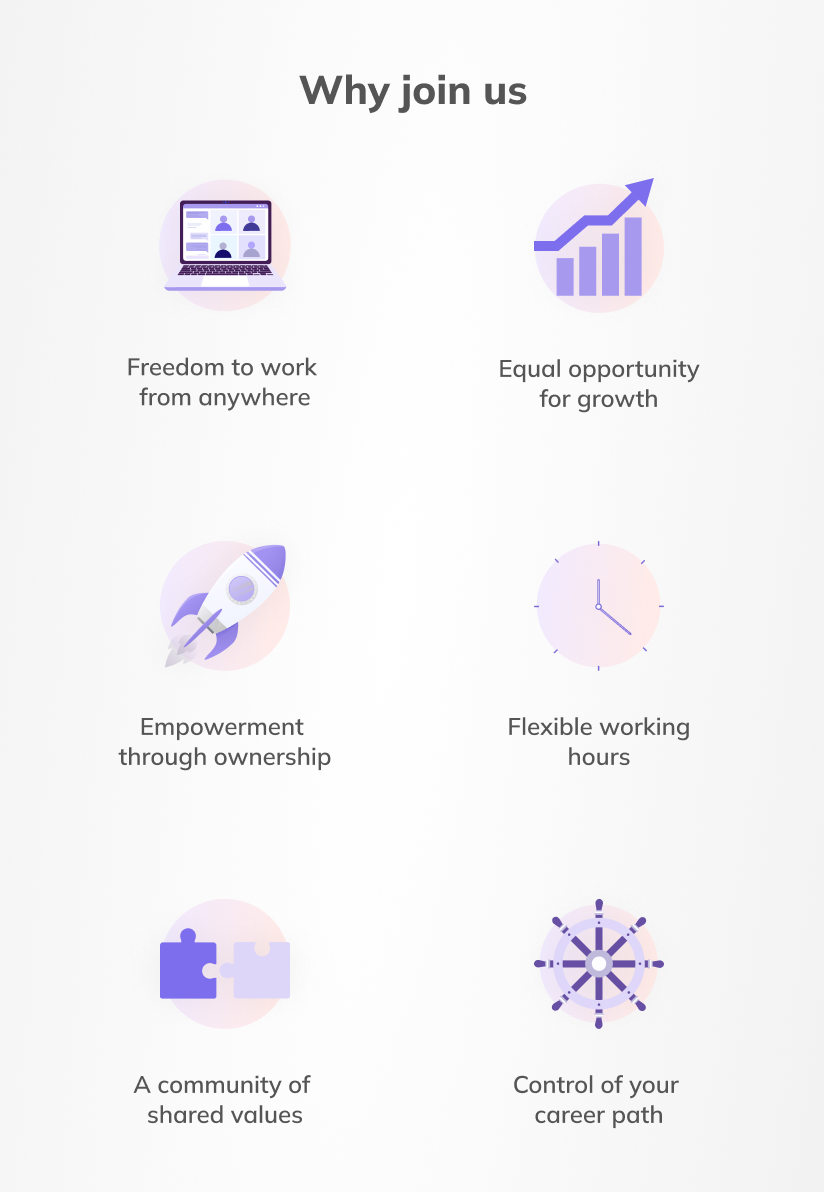 Why join us
Freedom to work
from anywhere
Equal opportunity
for growth
Empowerment
through ownership
Flexible working
hours
A community of
shared values
Control of your
career path